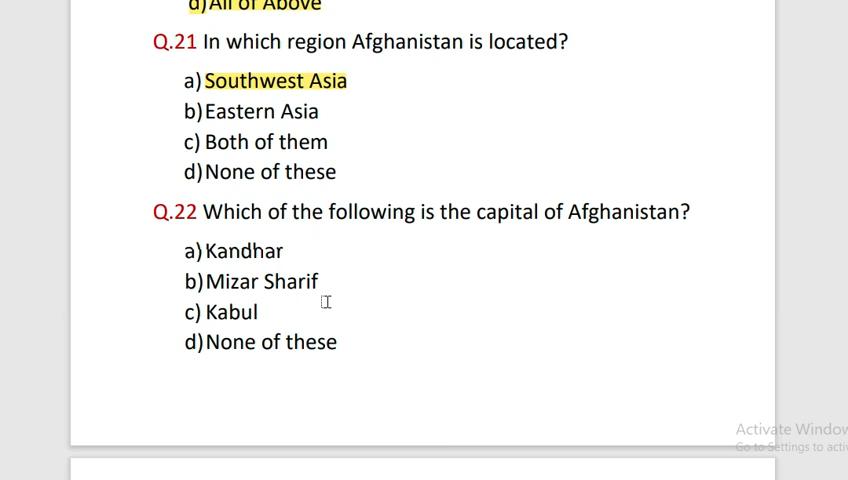 d)All of Above
Q.21 In which region Afghanistan is located?
a) Southwest Asia
b)Eastern Asia
c) Both of them
d)None of these
Q.22 Which of the following is the capital of Afghanistan?
a) Kandhar
b)Mizar Sharif
c) Kabul
d)None of these
Activate Window
Go to Settings to acti